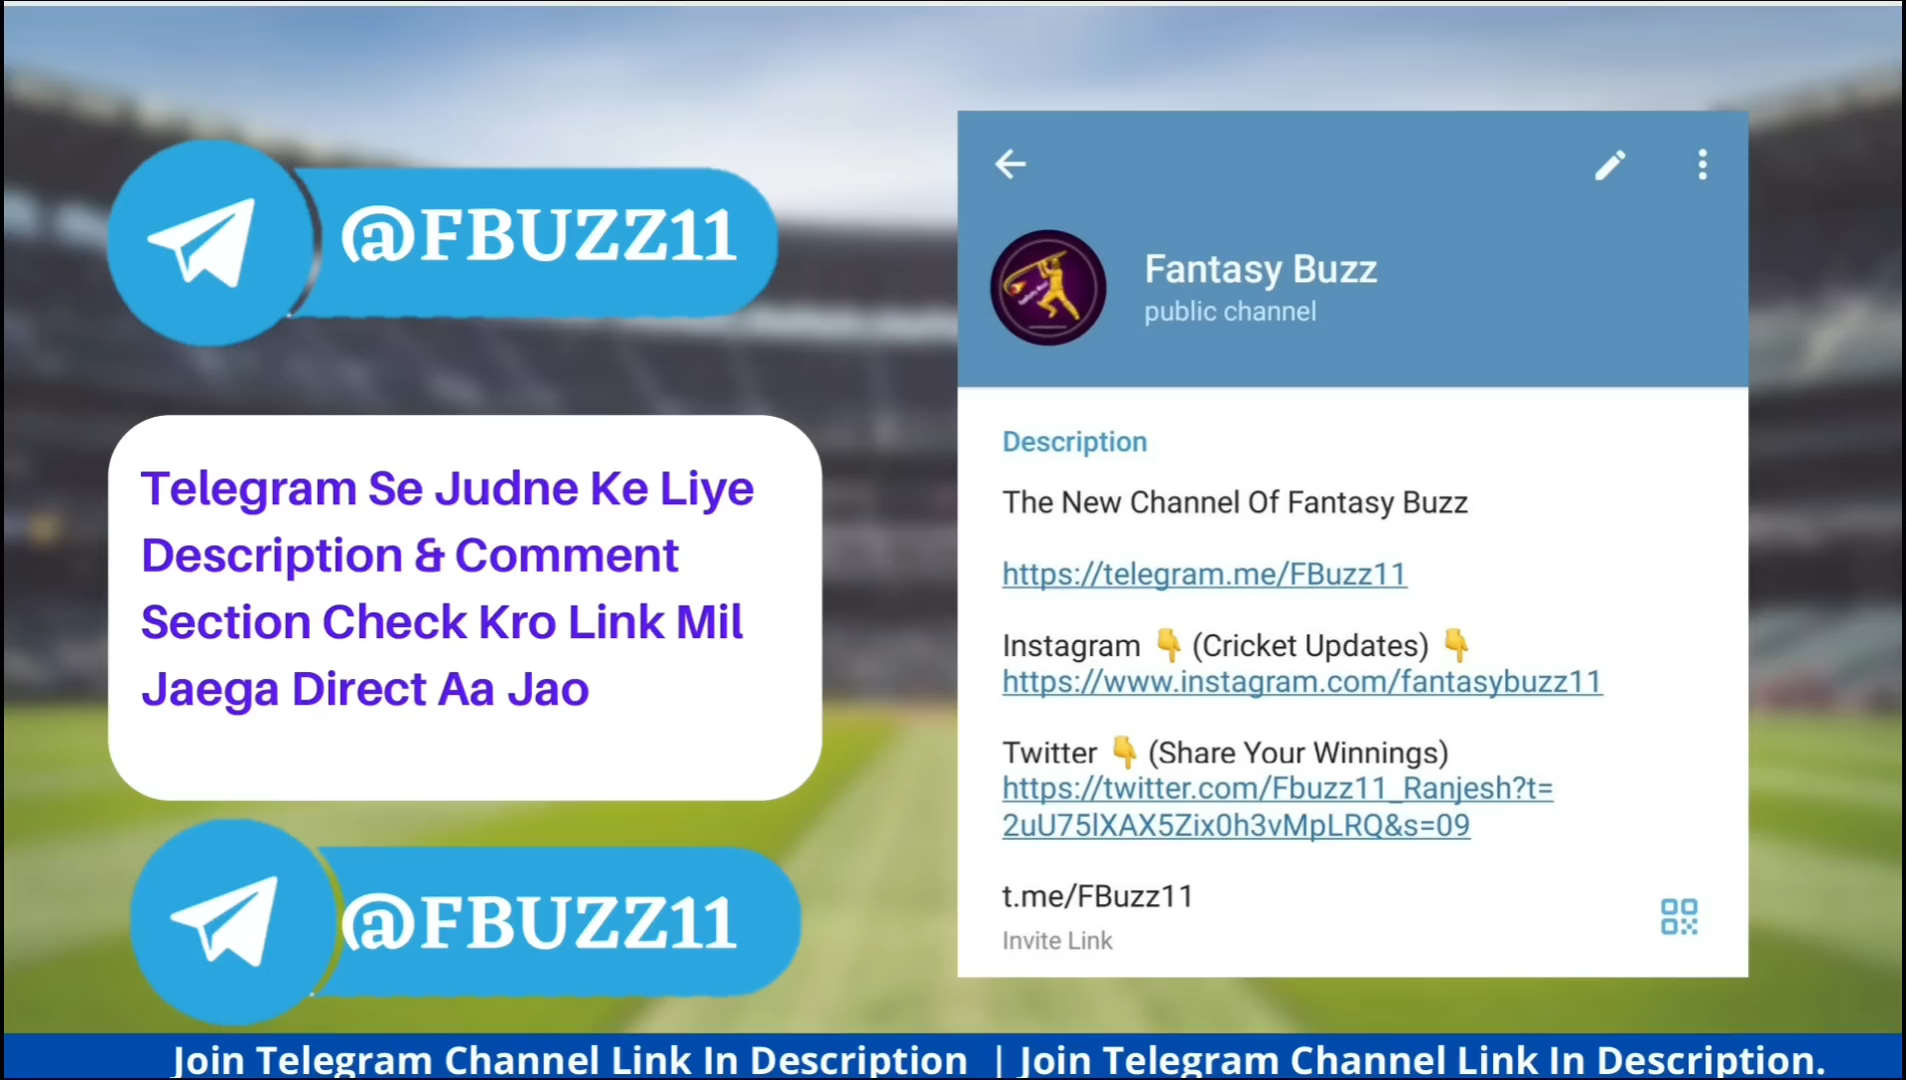 @FBUZZ11
Telegram Se Judne Ke Liye
Description & Comment
Section Check Kro Link Mil
Jaega Direct Aa Jao
@FBUZZ11
Fantasy Buzz
public channel
Description
The New Channel Of Fantasy Buzz
https://telegram.me/FBuzz11
Instagram 👇 (Cricket Updates) 👇
https://www.instagram.com/fantasybuzz11
Twitter 👇 (Share Your Winnings)
https://twitter.com/Fbuzz11_Ranjesh?t=
2uU75lXAX5Zix0h3vMpLRQ&s=09
t.me/FBuzz11
Invite Link
Join Telegram Channel Link In Description | Join Telegram Channel Link In Description.